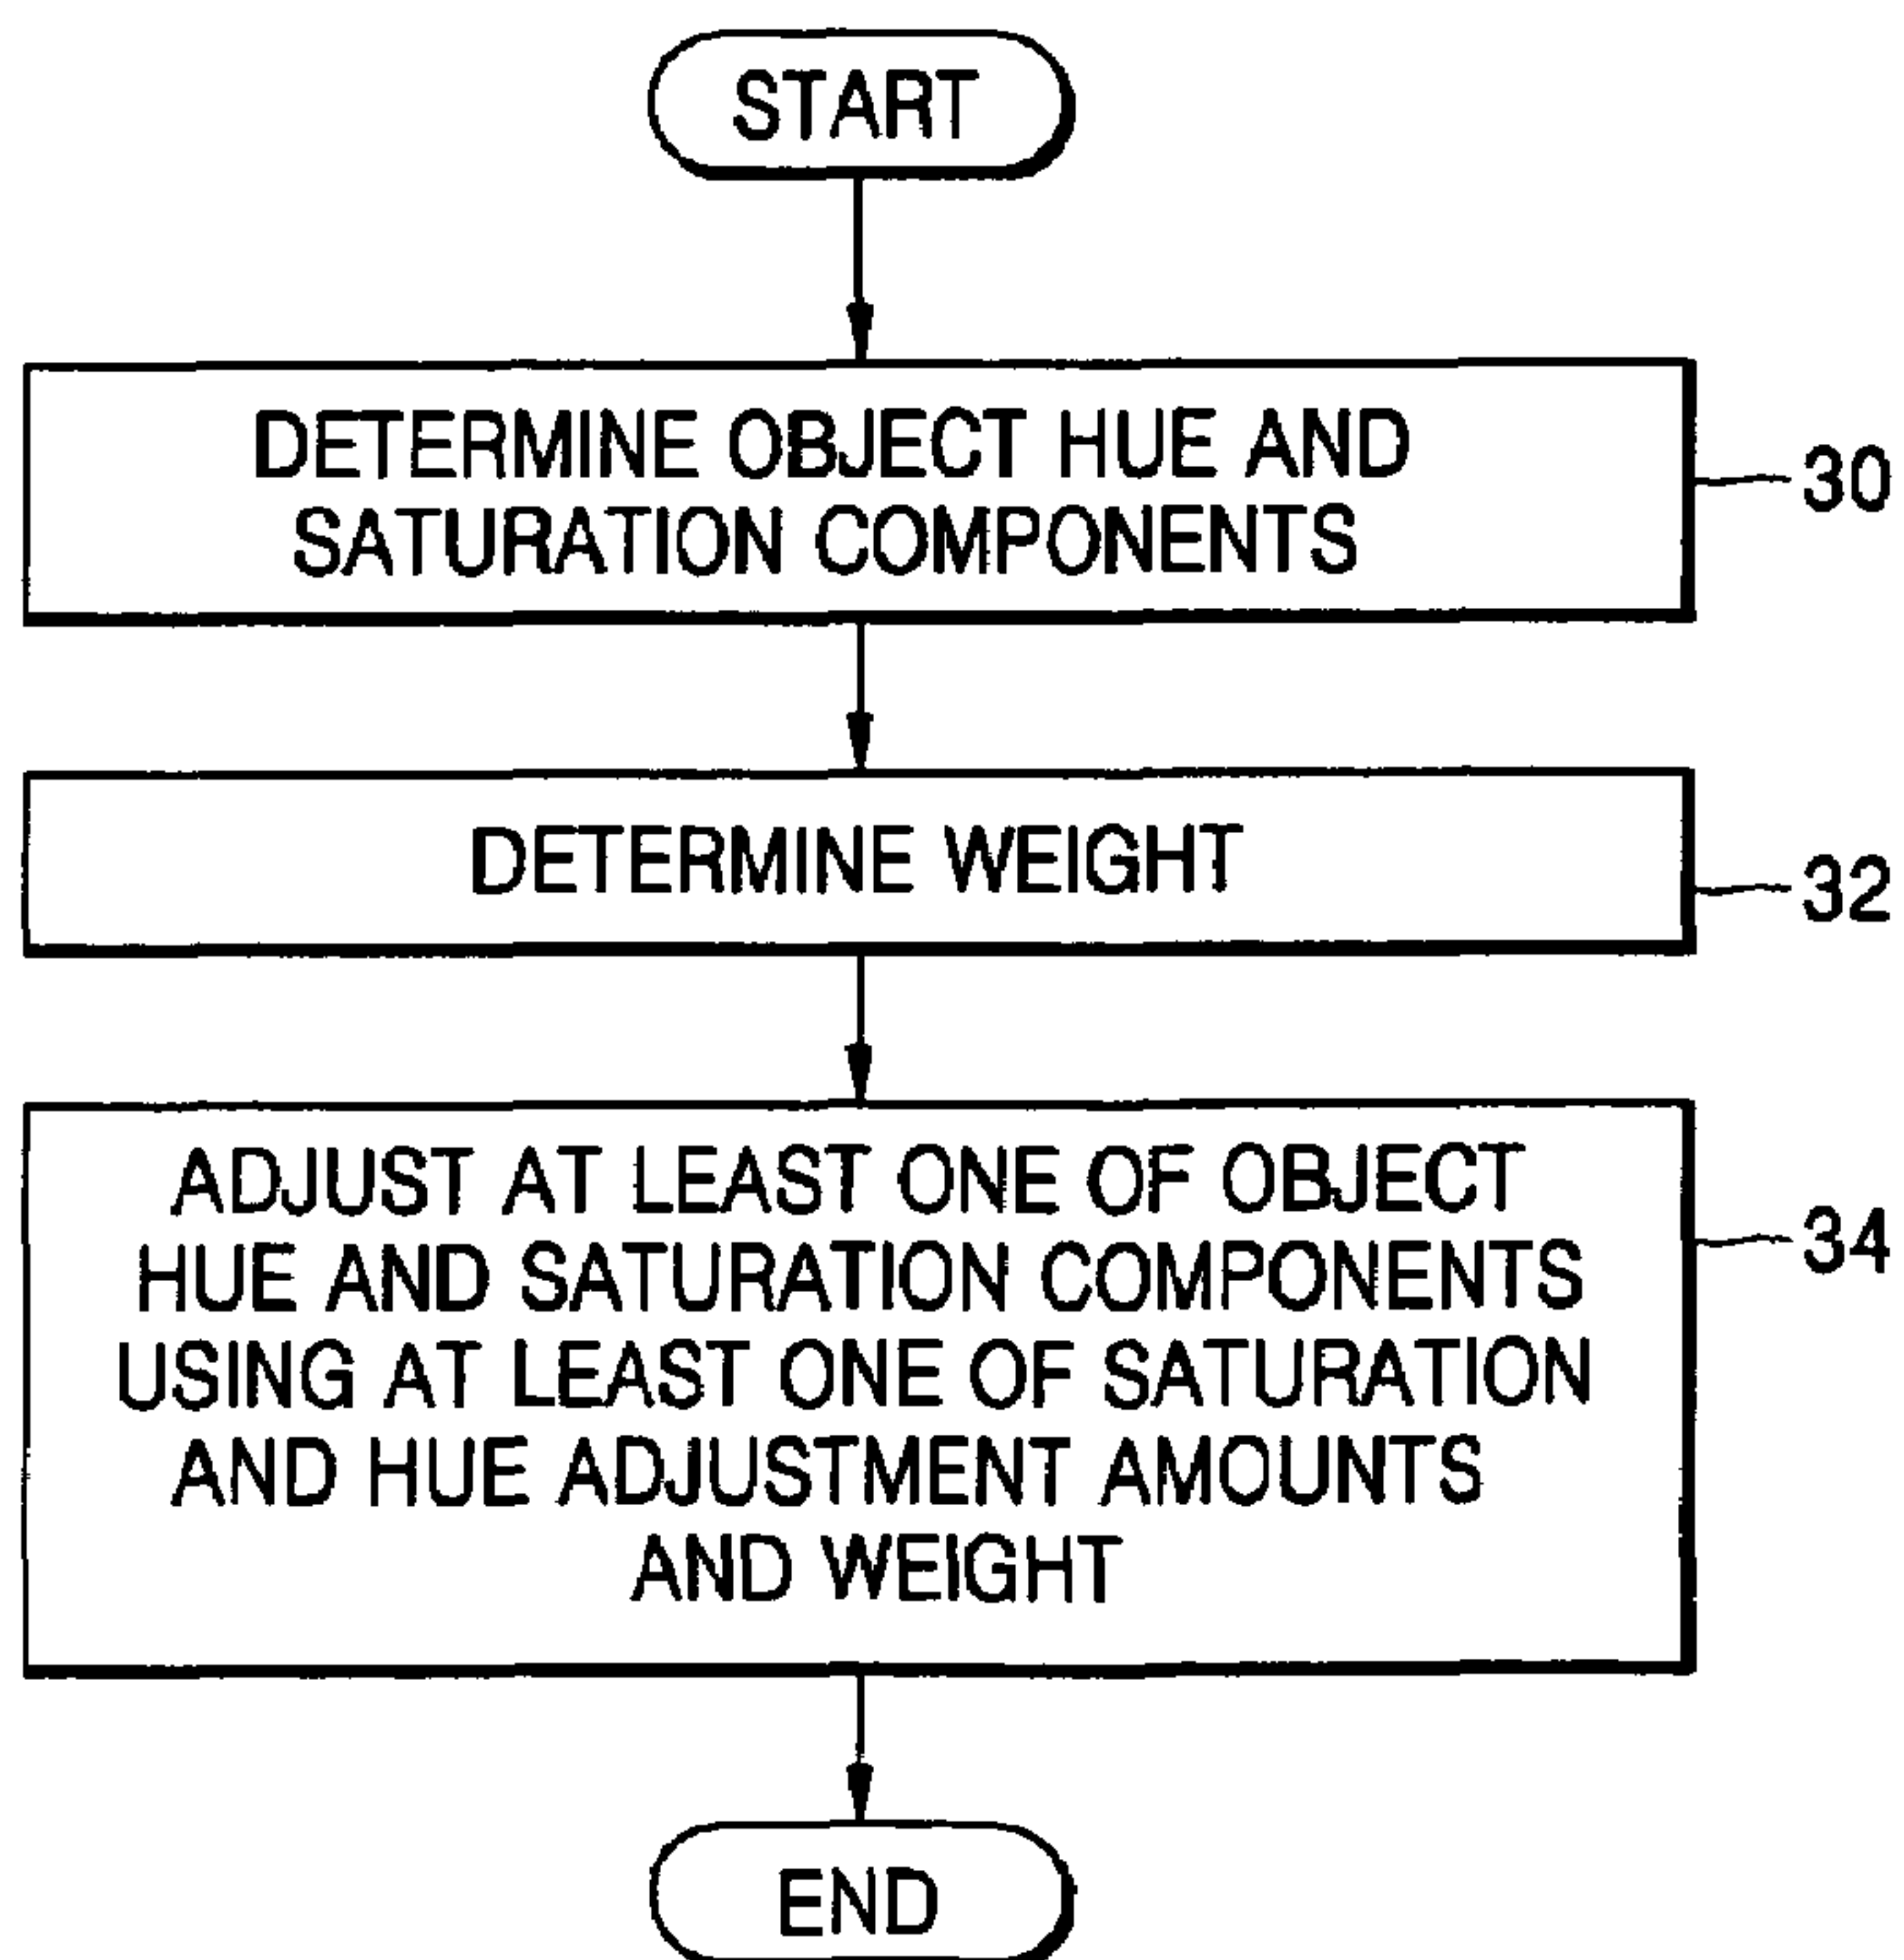 START
DETERMINE OBJECT HUE AND
SATURATION COMPONENTS
30
DETERMINE WEIGHT
32
ADJUST AT LEAST ONE OF OBJECT
HUE AND SATURATION COMPONENTS
USING AT LEAST ONE OF SATURATION
AND HUE ADJUSTMENT AMOUNTS
AND WEIGHT
34
END